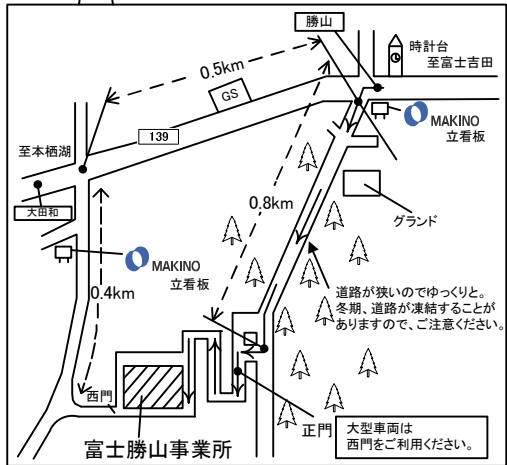 勝山
時計台
至富士吉田
0.5km
GS
MAKINO
立看板
139
至本栖湖
グランド
大田和
0.8km
MAKINO
立看板
0.4km
道路が狭いのでゆっくりと。
冬期、道路が凍結することが
ありますので、ご注意ください。
西門
正門
大型車両は
西門をご利用ください。
富士勝山事業所